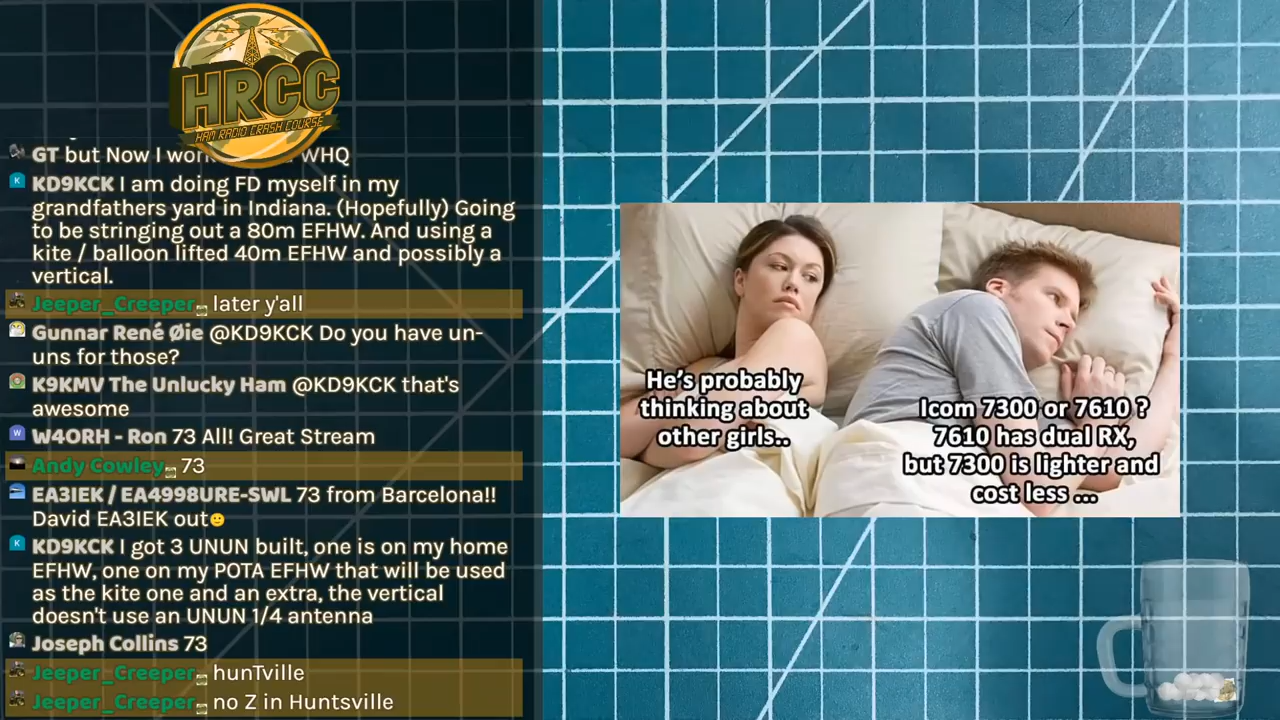 HRCC
HAM RADIO CRASH COURSE
GT but Now I WHQ
KD9KCK I am doing FD myself in my
grandfathers yard in Indiana. (Hopefully) Going
to be stringing out a 80m EFHW. And using a
kite / balloon lifted 40m EFHW and possibly a
vertical.
Jeeper_Creeper later y'all
Gunnar René Øie @KD9KCK Do you have un-
uns for those?
K9KMV The Unlucky Ham @KD9KCK that's
awesome
W4ORH - Ron 73 All! Great Stream
Andy Cowley 73
EA3IEK / EA4998URE-SWL 73 from Barcelona!!
David EA3IEK out🙂
K
KD9KCK I got 3 UNUN built, one is on my home
EFHW, one on my POTA EFHW that will be used
as the kite one and an extra, the vertical
doesn't use an UNUN 1/4 antenna
Joseph Collins 73
Jeeper_Creeper hunTville
Jeeper_Creeper no Z in Huntsville
He's probably
thinking about
other girls..
Icom 7300 or 7610 ?
7610 has dual RX,
but 7300 is lighter and
cost less ...